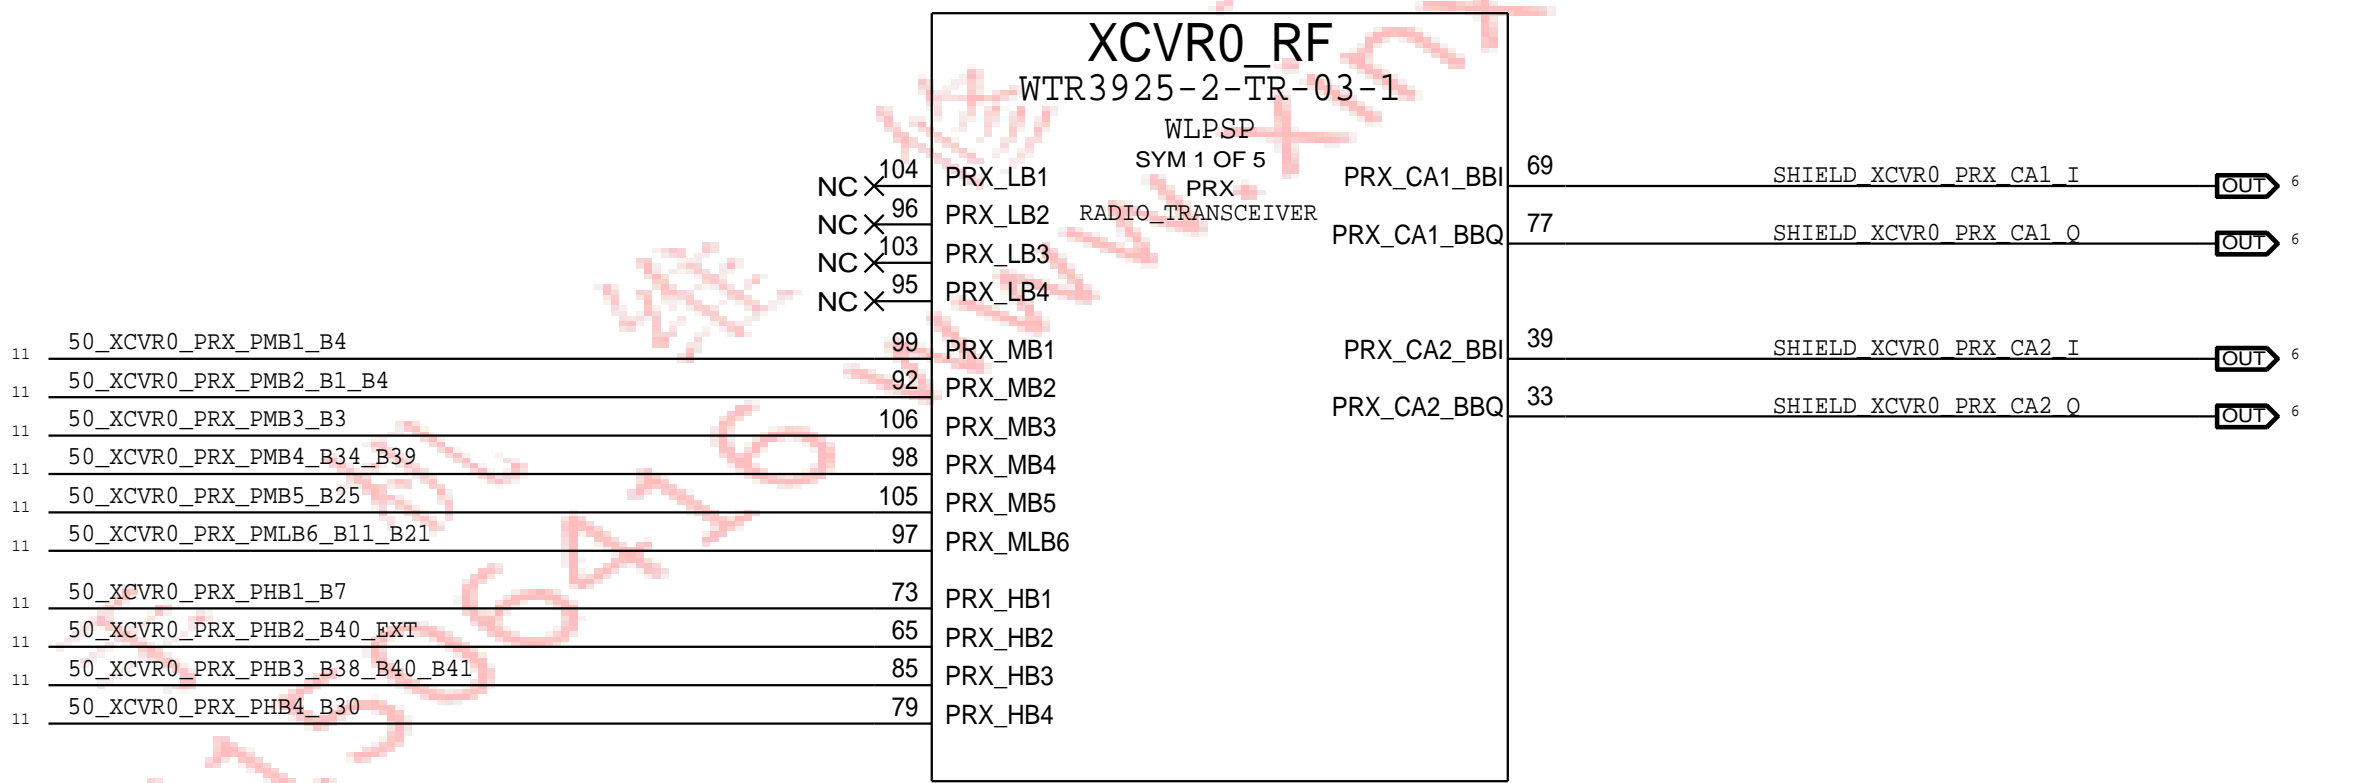 XCVR0_RF
WTR3925-2-TR-03-1
WLPSP
SYM 1 OF 5
PRX
RADIO_TRANSCEIVER
NC 104 PRX_LB1
NC 96 PRX_LB2
NC 103 PRX_LB3
NC 95 PRX_LB4
11 50_XCVR0_PRX_PMB1_B4 99 PRX_MB1
11 50_XCVR0_PRX_PMB2_B1_B4 92 PRX_MB2
11 50_XCVR0_PRX_PMB3_B3 106 PRX_MB3
11 50_XCVR0_PRX_PMB4_B34_B39 98 PRX_MB4
11 50_XCVR0_PRX_PMB5_B25 105 PRX_MB5
11 50_XCVR0_PRX_PMLB6_B11_B21 97 PRX_MLB6
11 50_XCVR0_PRX_PHB1_B7 73 PRX_HB1
11 50_XCVR0_PRX_PHB2_B40_EXT 65 PRX_HB2
11 50_XCVR0_PRX_PHB3_B38_B40_B41 85 PRX_HB3
11 50_XCVR0_PRX_PHB4_B30 79 PRX_HB4
PRX_CA1_BBI 69 SHIELD_XCVR0_PRX_CA1_I OUT 6
PRX_CA1_BBQ 77 SHIELD_XCVR0_PRX_CA1_Q OUT 6
PRX_CA2_BBI 39 SHIELD_XCVR0_PRX_CA2_I OUT 6
PRX_CA2_BBQ 33 SHIELD_XCVR0_PRX_CA2_Q OUT 6